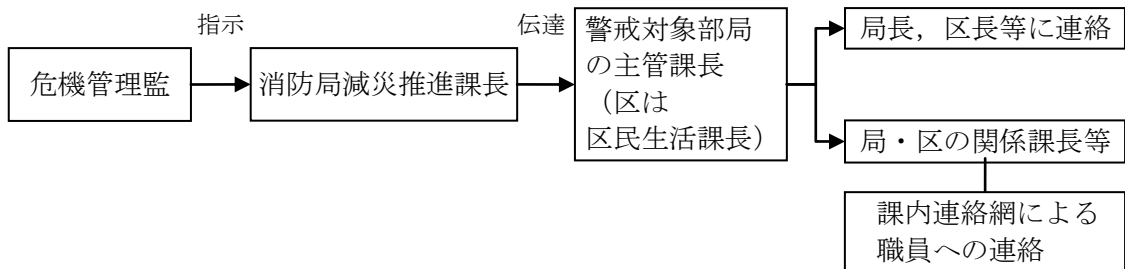 指示
危機管理監
消防局減災推進課長
伝達
警戒対象部局
の主管課長
（区は
区民生活課長）
局長，区長等に連絡
局・区の関係課長等
課内連絡網による
職員への連絡